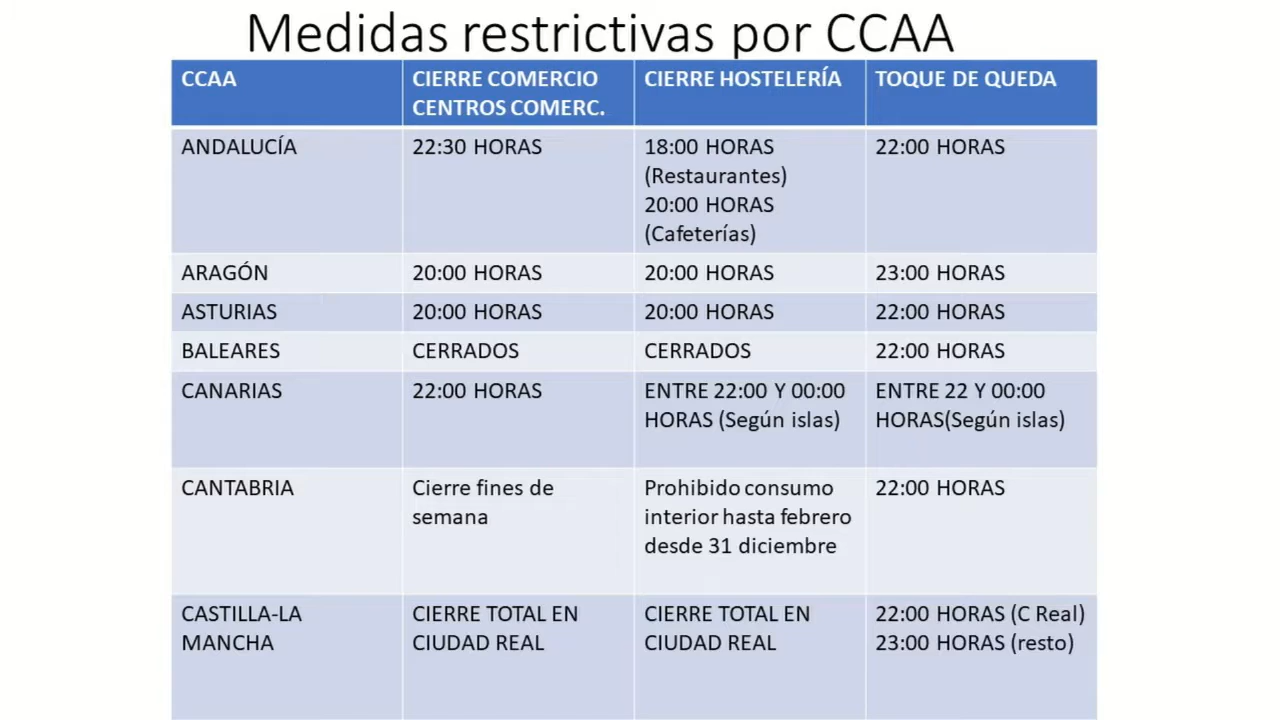 Medidas restrictivas por CCAA
CCAA
CIERRE COMERCIO
CENTROS COMERC.
CIERRE HOSTELERÍA
TOQUE DE QUEDA
ANDALUCÍA
22:30 HORAS
18:00 HORAS
(Restaurantes)
20:00 HORAS
(Cafeterías)
22:00 HORAS
ARAGÓN
20:00 HORAS
20:00 HORAS
23:00 HORAS
ASTURIAS
20:00 HORAS
20:00 HORAS
22:00 HORAS
BALEARES
CERRADOS
CERRADOS
22:00 HORAS
CANARIAS
22:00 HORAS
ENTRE 22:00 Y 00:00
HORAS (Según islas)
ENTRE 22 Y 00:00
HORAS(Según islas)
CANTABRIA
Cierre fines de
semana
Prohibido consumo
interior hasta febrero
desde 31 diciembre
22:00 HORAS
CASTILLA-LA
MANCHA
CIERRE TOTAL EN
CIUDAD REAL
CIERRE TOTAL EN
CIUDAD REAL
22:00 HORAS (C Real)
23:00 HORAS (resto)